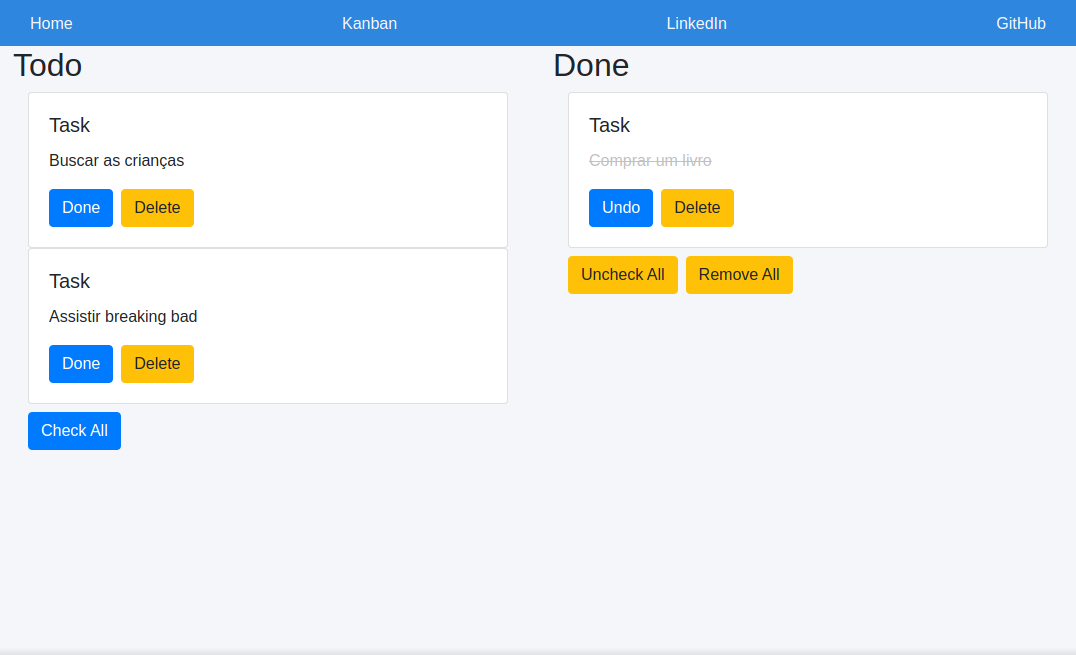 Home Kanban LinkedIn GitHub
Todo
Task
Buscar as crianças
Done Delete
Task
Assistir breaking bad
Done Delete
Check All
Done
Task
Comprar um livro
Undo Delete
Uncheck All Remove All